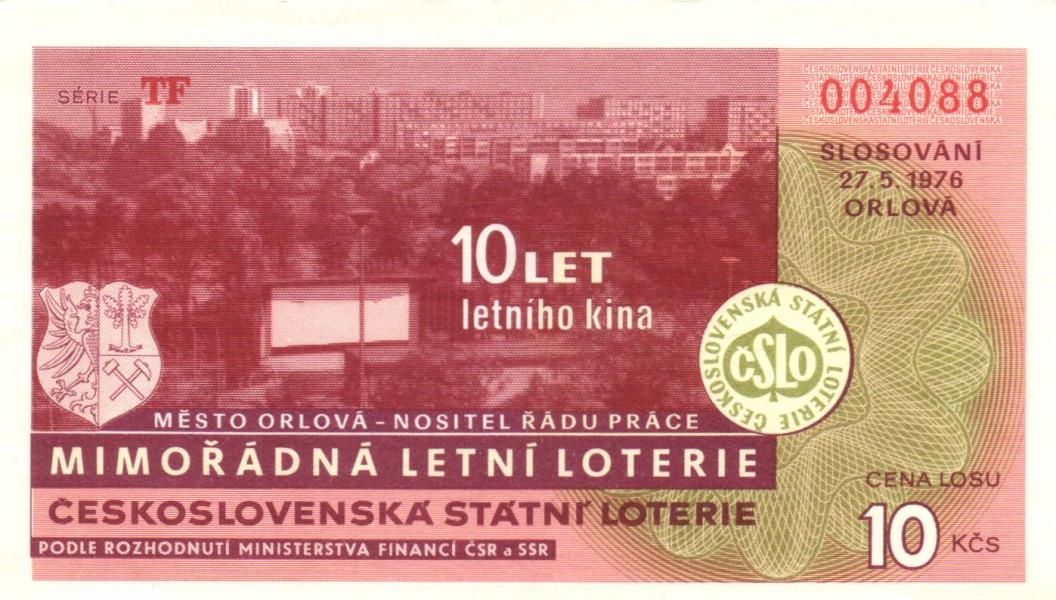 SÉRIE TF
004088
SLOSOVÁNÍ
27.5.1976
ORLOVÁ
10 LET
letního kina
ČESKOSLOVENSKÁ STÁTNÍ LOTERIE
ČSLO
MĚSTO ORLOVÁ - NOSITEL ŘÁDU PRÁCE
MIMOŘÁDNÁ LETNÍ LOTERIE
ČESKOSLOVENSKÁ STÁTNÍ LOTERIE
PODLE ROZHODNUTÍ MINISTERSTVA FINANCÍ ČSR a SSR
CENA LOSU
10 KČS